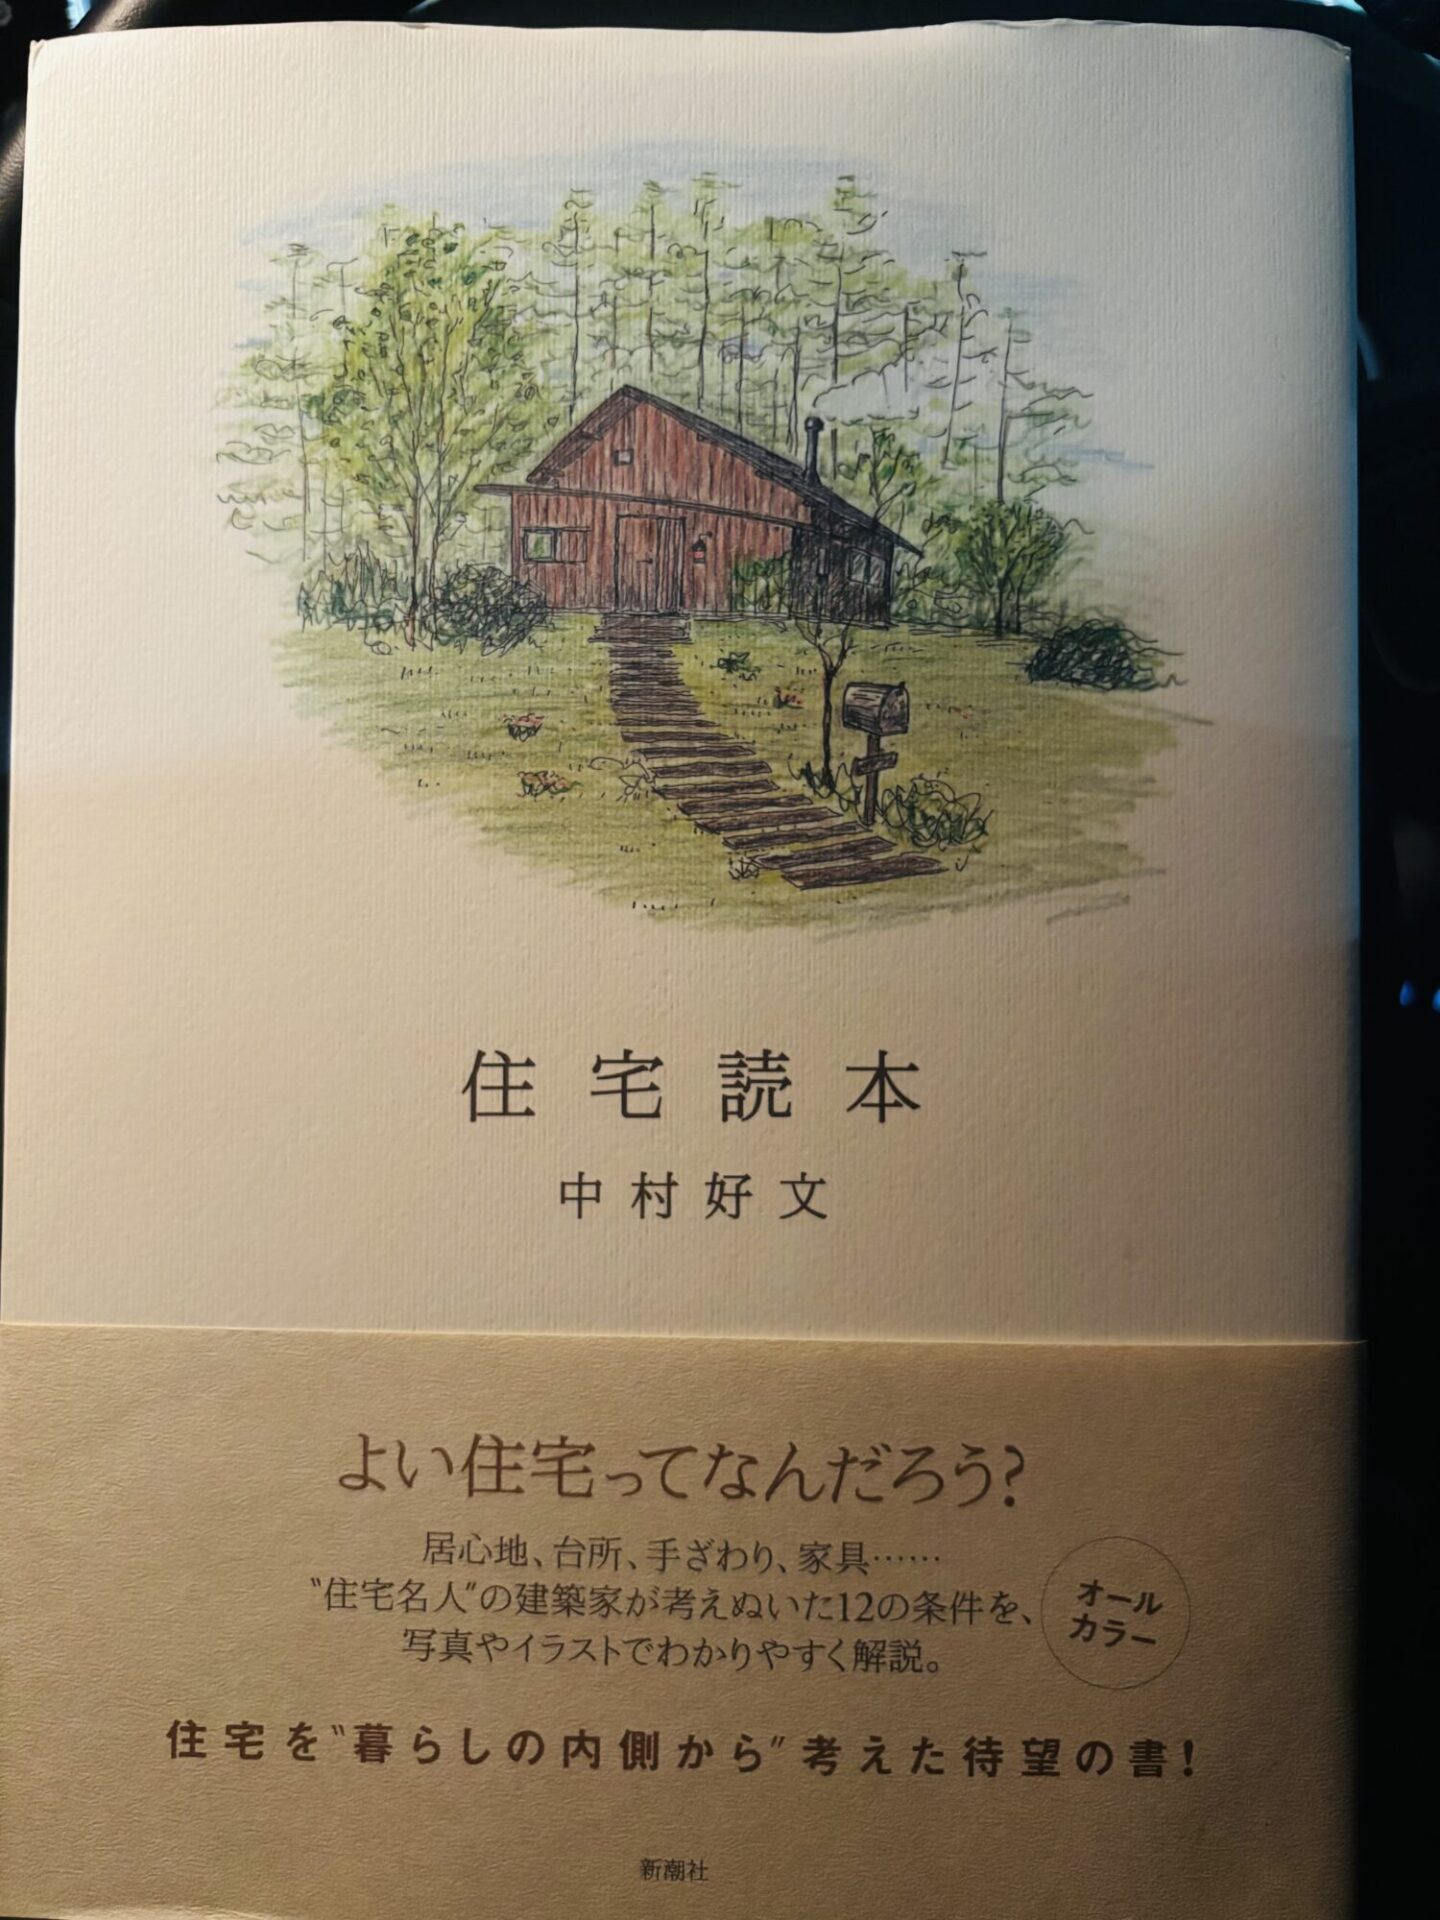 住宅読本
中村好文
よい住宅ってなんだろう?
居心地、台所、手ざわり、家具……
“住宅名人”の建築家が考えぬいた12の条件を、
写真やイラストでわかりやすく解説。
オール
カラー
住宅を“暮らしの内側から”考えた待望の書!
新潮社